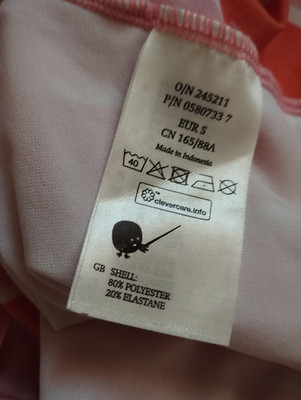 O/N 245211
P/N 0580733 7
EUR S
CN 165/88A
Made in Indonesia
40
clevercare.info
GB SHELL:
80% POLYESTER
20% ELASTANE